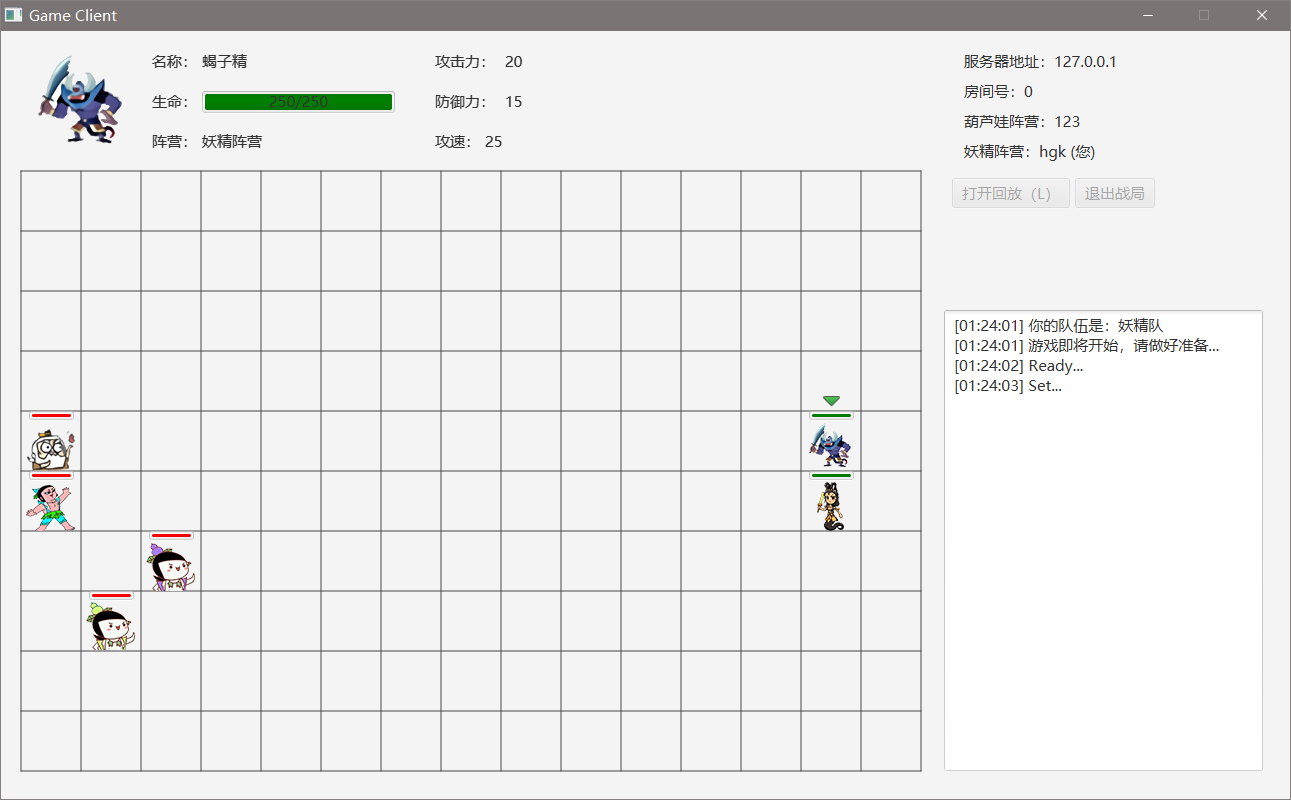 Game Client
名称： 蝎子精
攻击力： 20
生命： 250/250
防御力： 15
阵营： 妖精阵营
攻速： 25
服务器地址：127.0.0.1
房间号：0
葫芦娃阵营：123
妖精阵营：hgk (您)
打开回放（L） 退出战局
[01:24:01] 你的队伍是：妖精队
[01:24:01] 游戏即将开始，请做好准备...
[01:24:02] Ready...
[01:24:03] Set...